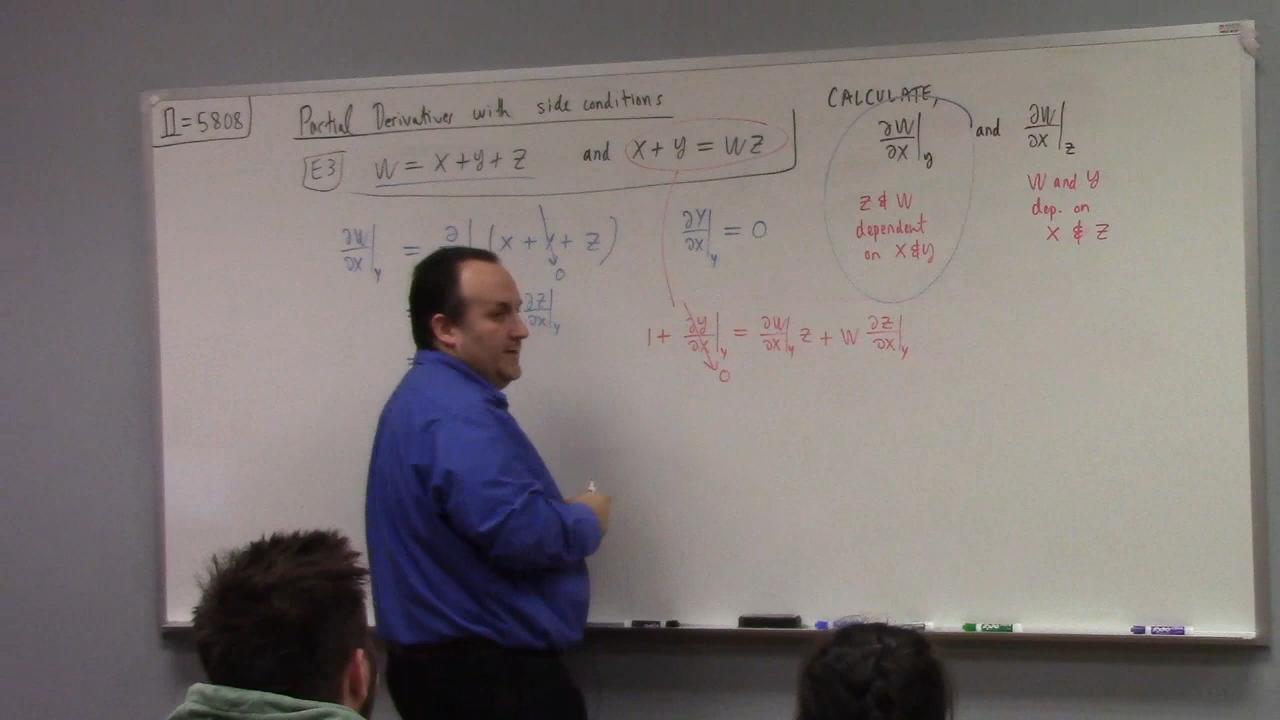 П=5808
Partial Derivatives with side conditions
E3 W = X+Y+Z and X+Y = WZ
CALCULATE,
∂W/∂X|y and ∂W/∂X|z
Z & W
dependent
on X&Y
W and Y
dep. on
X & Z
∂W/∂X|y = ∂| (X + Y + Z)
0
∂Z/∂X|y
=
∂Y/∂X|y = 0
1 + ∂Y/∂X|y = ∂W/∂X|y Z + W ∂Z/∂X|y
0
EXPO